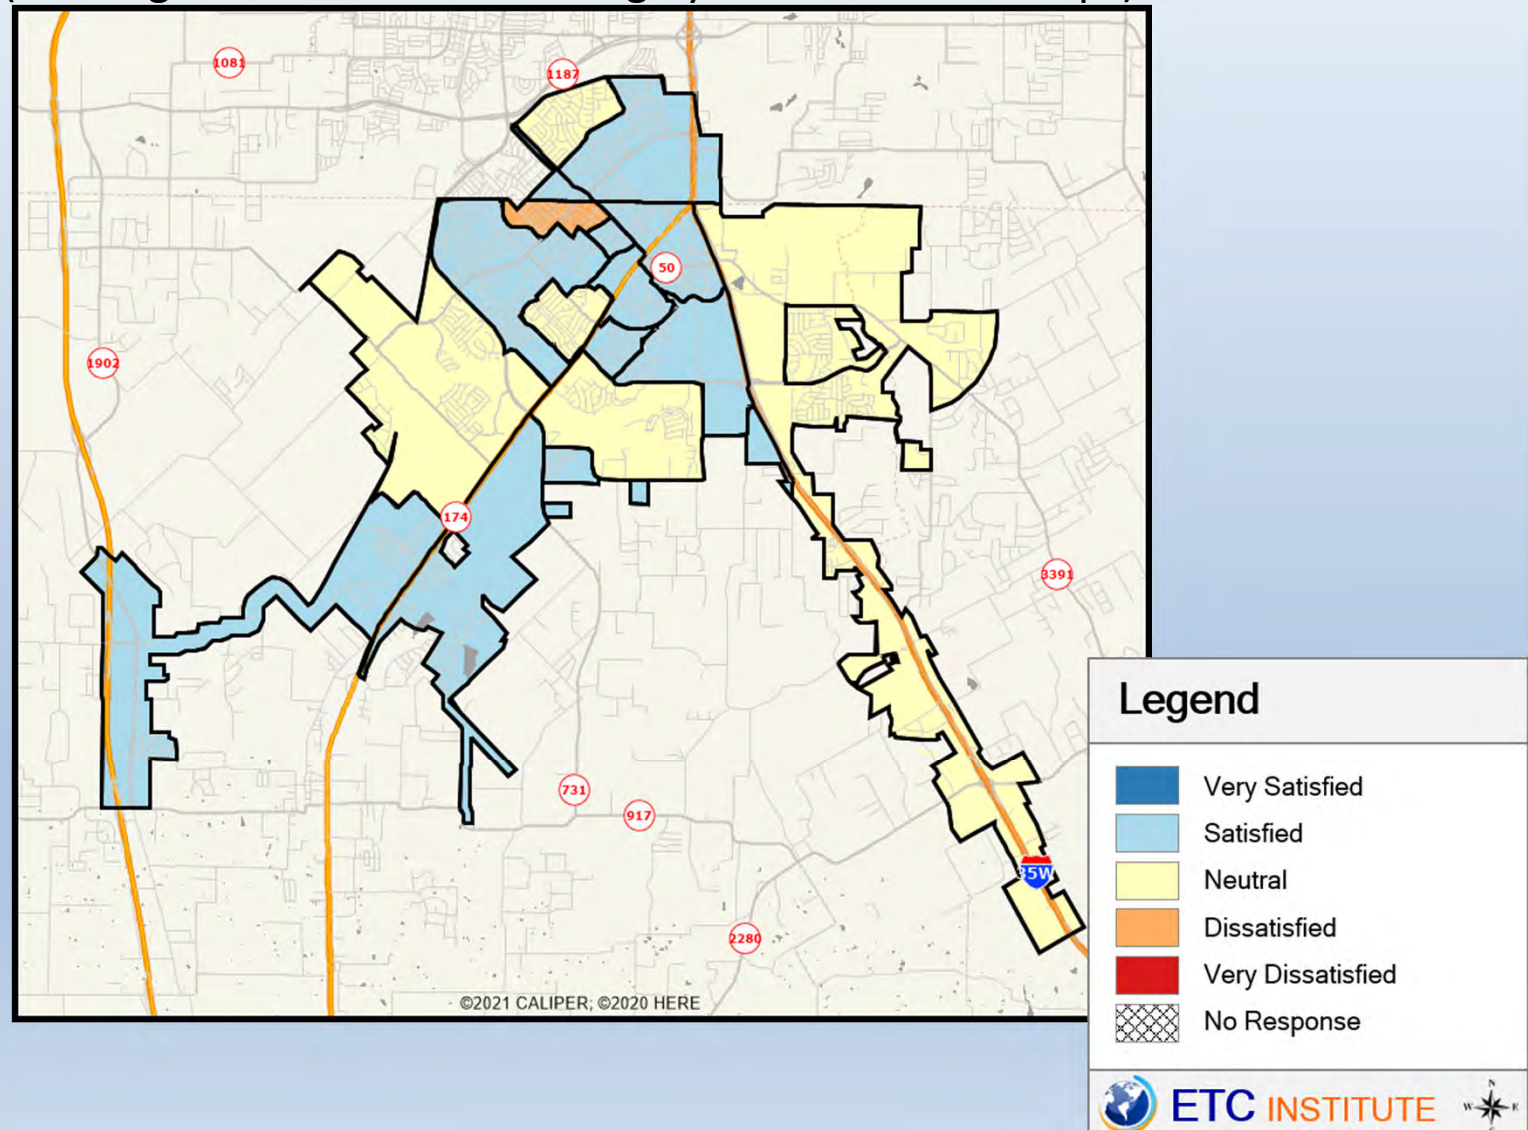 1081
1187
50
1902
174
3391
731
917
35W
2280
©2021 CALIPER; ©2020 HERE
Legend
Very Satisfied
Satisfied
Neutral
Dissatisfied
Very Dissatisfied
No Response
ETC INSTITUTE
N
W E